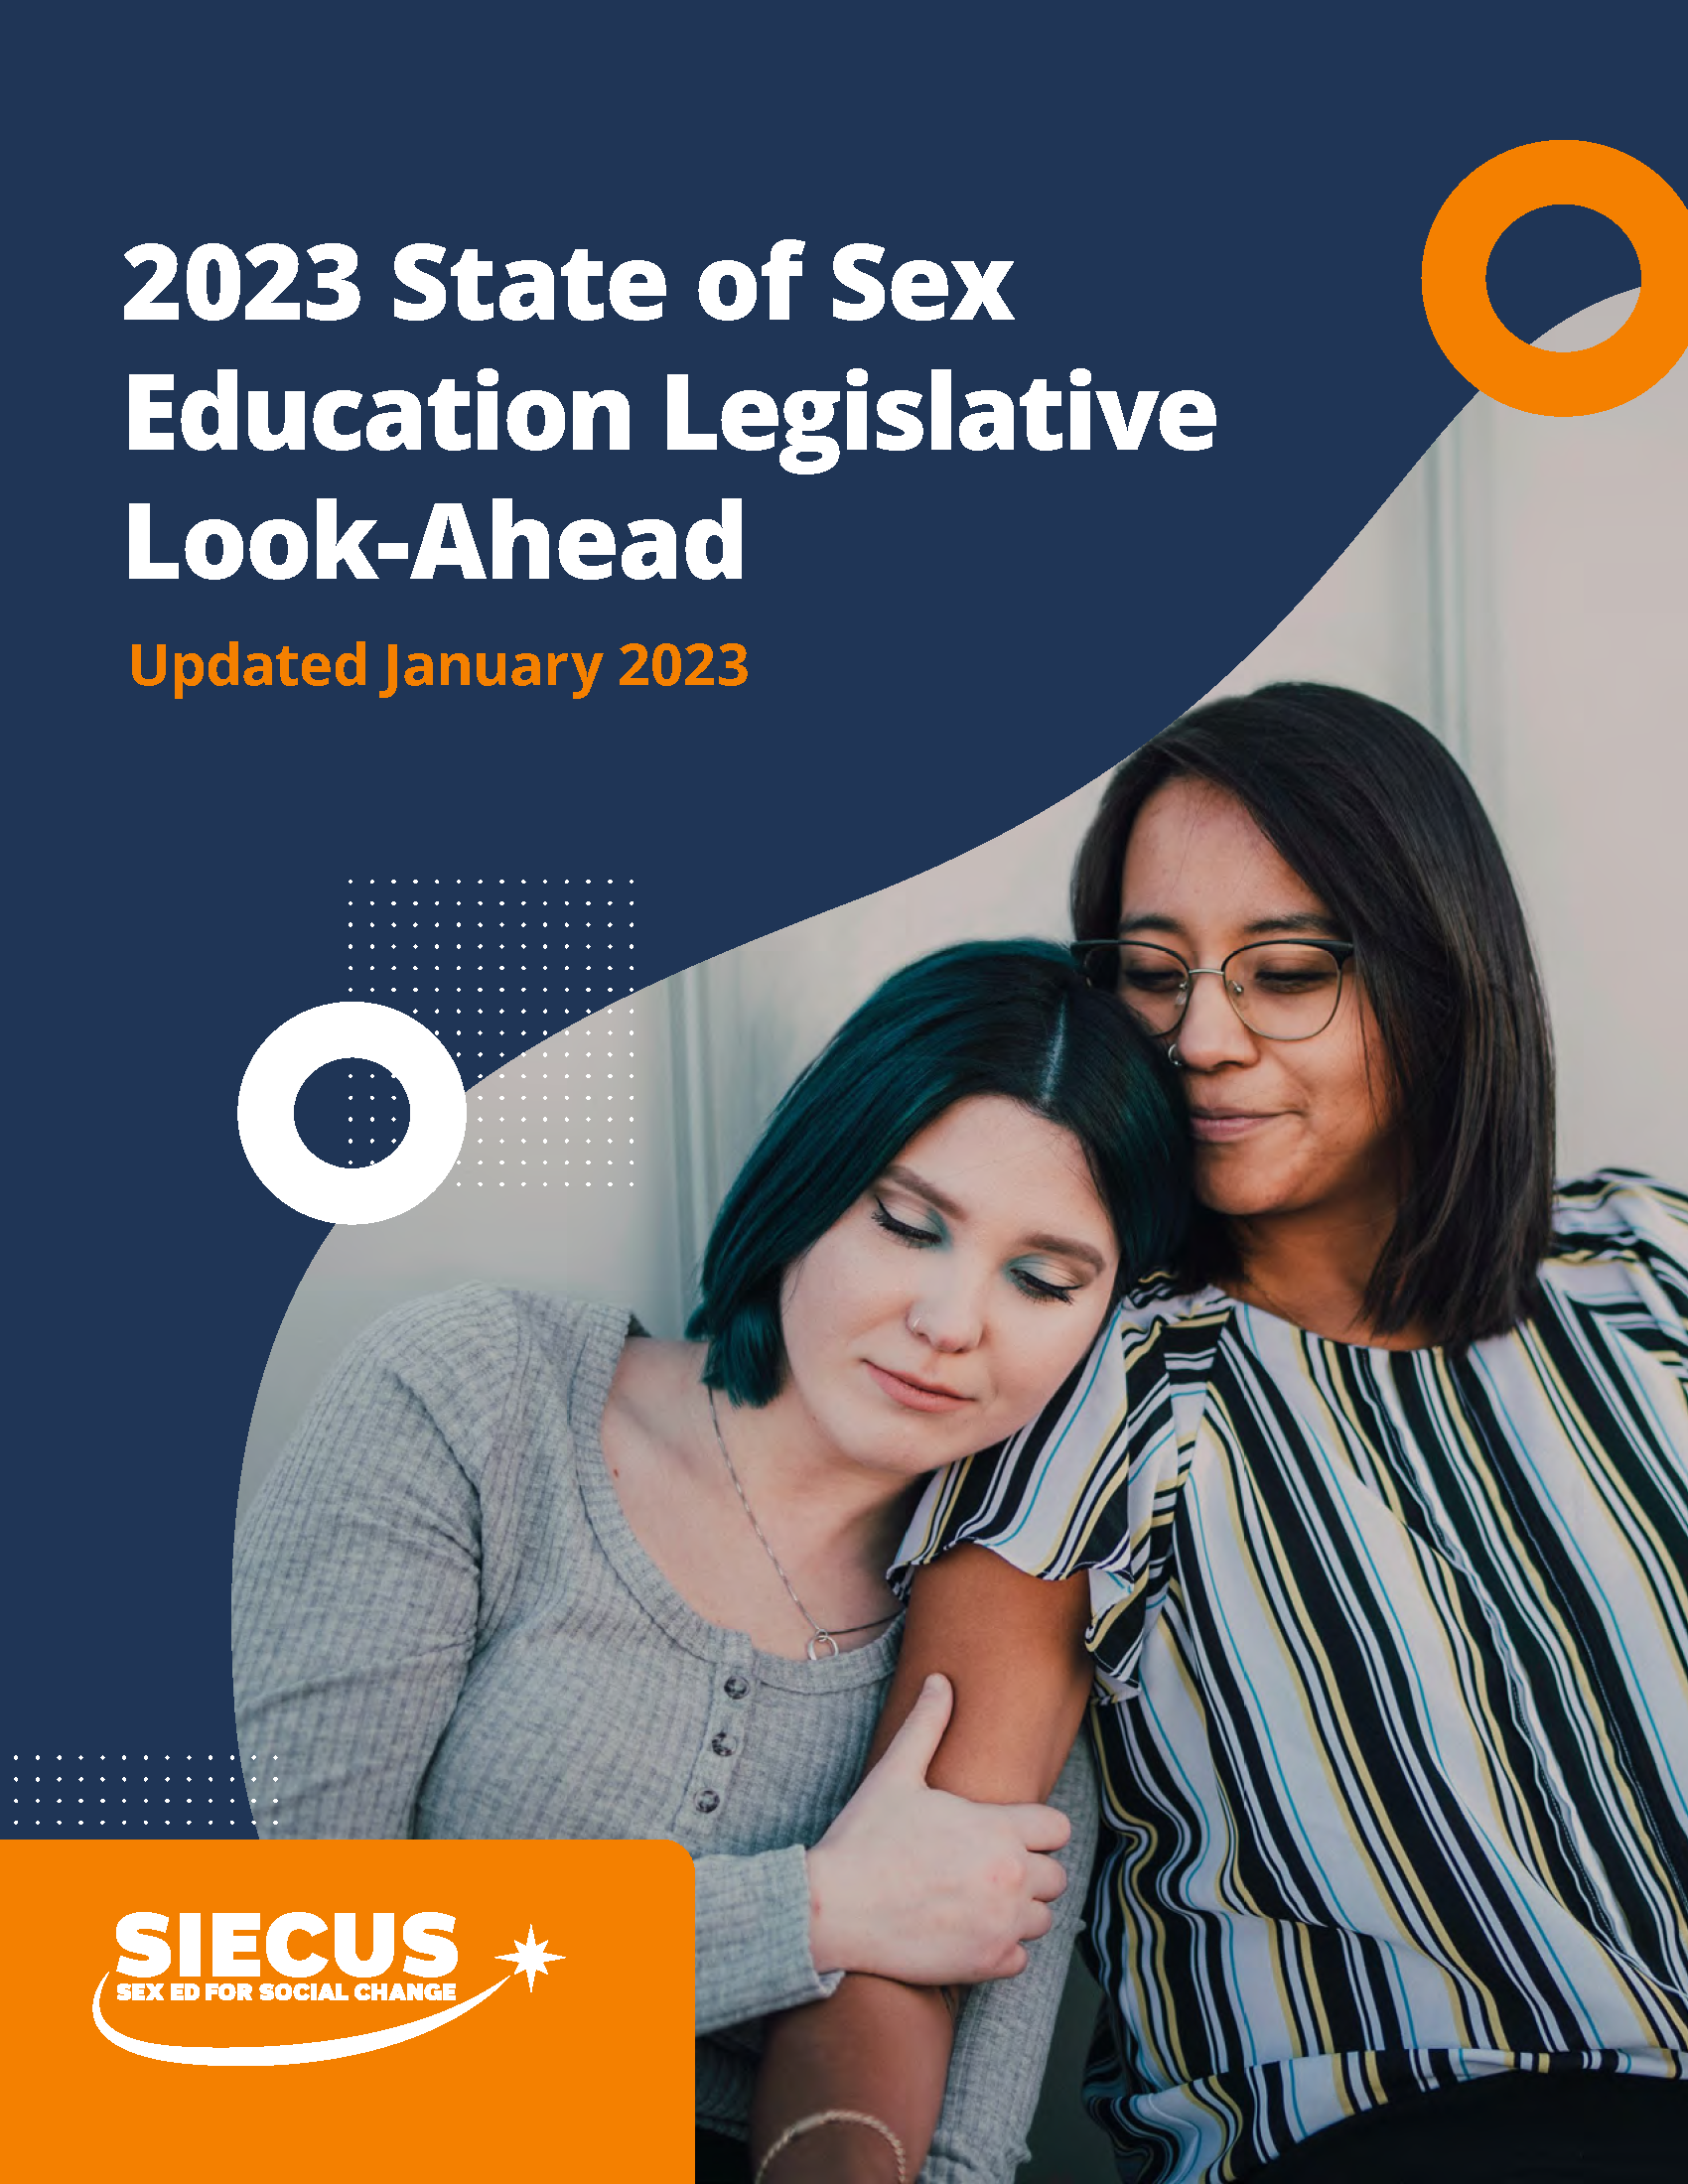 2023 State of Sex
Education Legislative
Look-Ahead
Updated January 2023
SIECUS
SEX ED FOR SOCIAL CHANGE